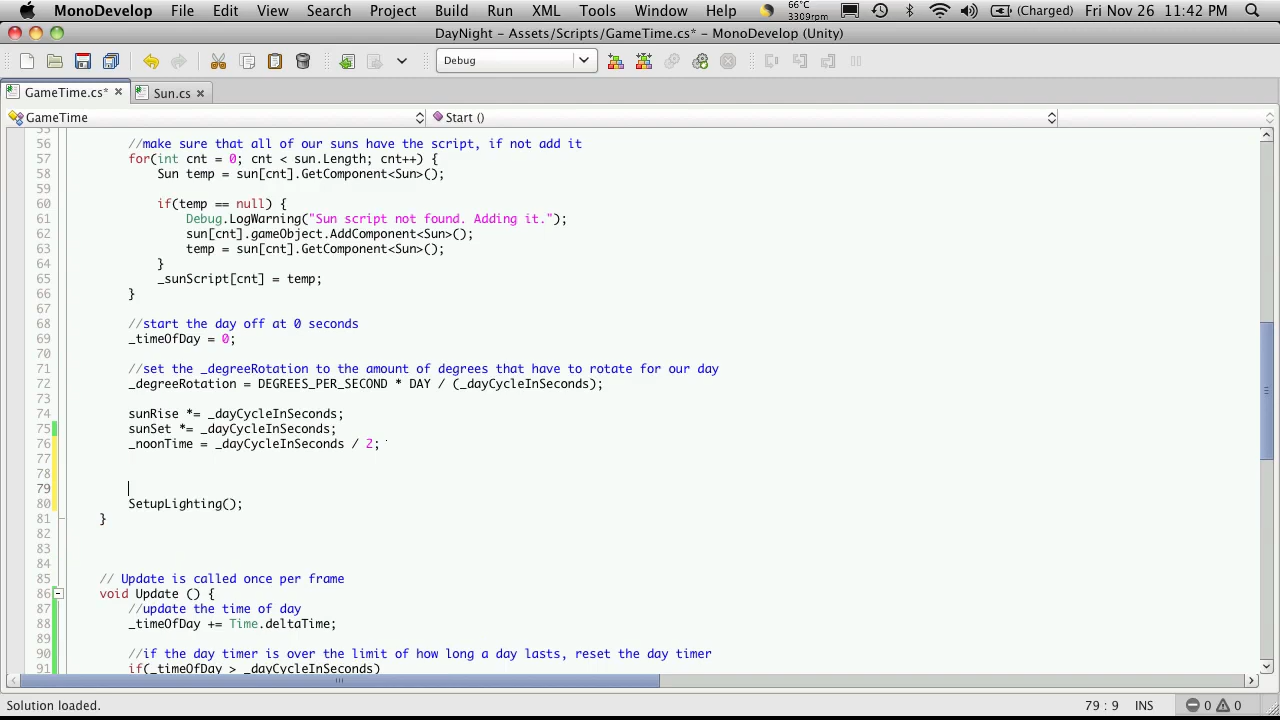 MonoDevelop File Edit View Search Project Build Run XML Tools Window Help 66°C 3309rpm (Charged) Fri Nov 26 11:42 PM
DayNight - Assets/Scripts/GameTime.cs* - MonoDevelop (Unity)
Debug
GameTime.cs* Sun.cs
GameTime Start ()
55
56 //make sure that all of our suns have the script, if not add it
57 for(int cnt = 0; cnt < sun.Length; cnt++) {
58 Sun temp = sun[cnt].GetComponent<Sun>();
59
60 if(temp == null) {
61 Debug.LogWarning("Sun script not found. Adding it.");
62 sun[cnt].gameObject.AddComponent<Sun>();
63 temp = sun[cnt].GetComponent<Sun>();
64 }
65 _sunScript[cnt] = temp;
66 }
67
68 //start the day off at 0 seconds
69 _timeOfDay = 0;
70
71 //set the _degreeRotation to the amount of degrees that have to rotate for our day
72 _degreeRotation = DEGREES_PER_SECOND * DAY / (_dayCycleInSeconds);
73
74 sunRise *= _dayCycleInSeconds;
75 sunSet *= _dayCycleInSeconds;
76 _noonTime = _dayCycleInSeconds / 2;
77
78
79
80 SetupLighting();
81 }
82
83
84
85 // Update is called once per frame
86 void Update () {
87 //update the time of day
88 _timeOfDay += Time.deltaTime;
89
90 //if the day timer is over the limit of how long a day lasts, reset the day timer
91 if(_timeOfDay > _dayCycleInSeconds)
Solution loaded. 79 : 9 INS 0 0